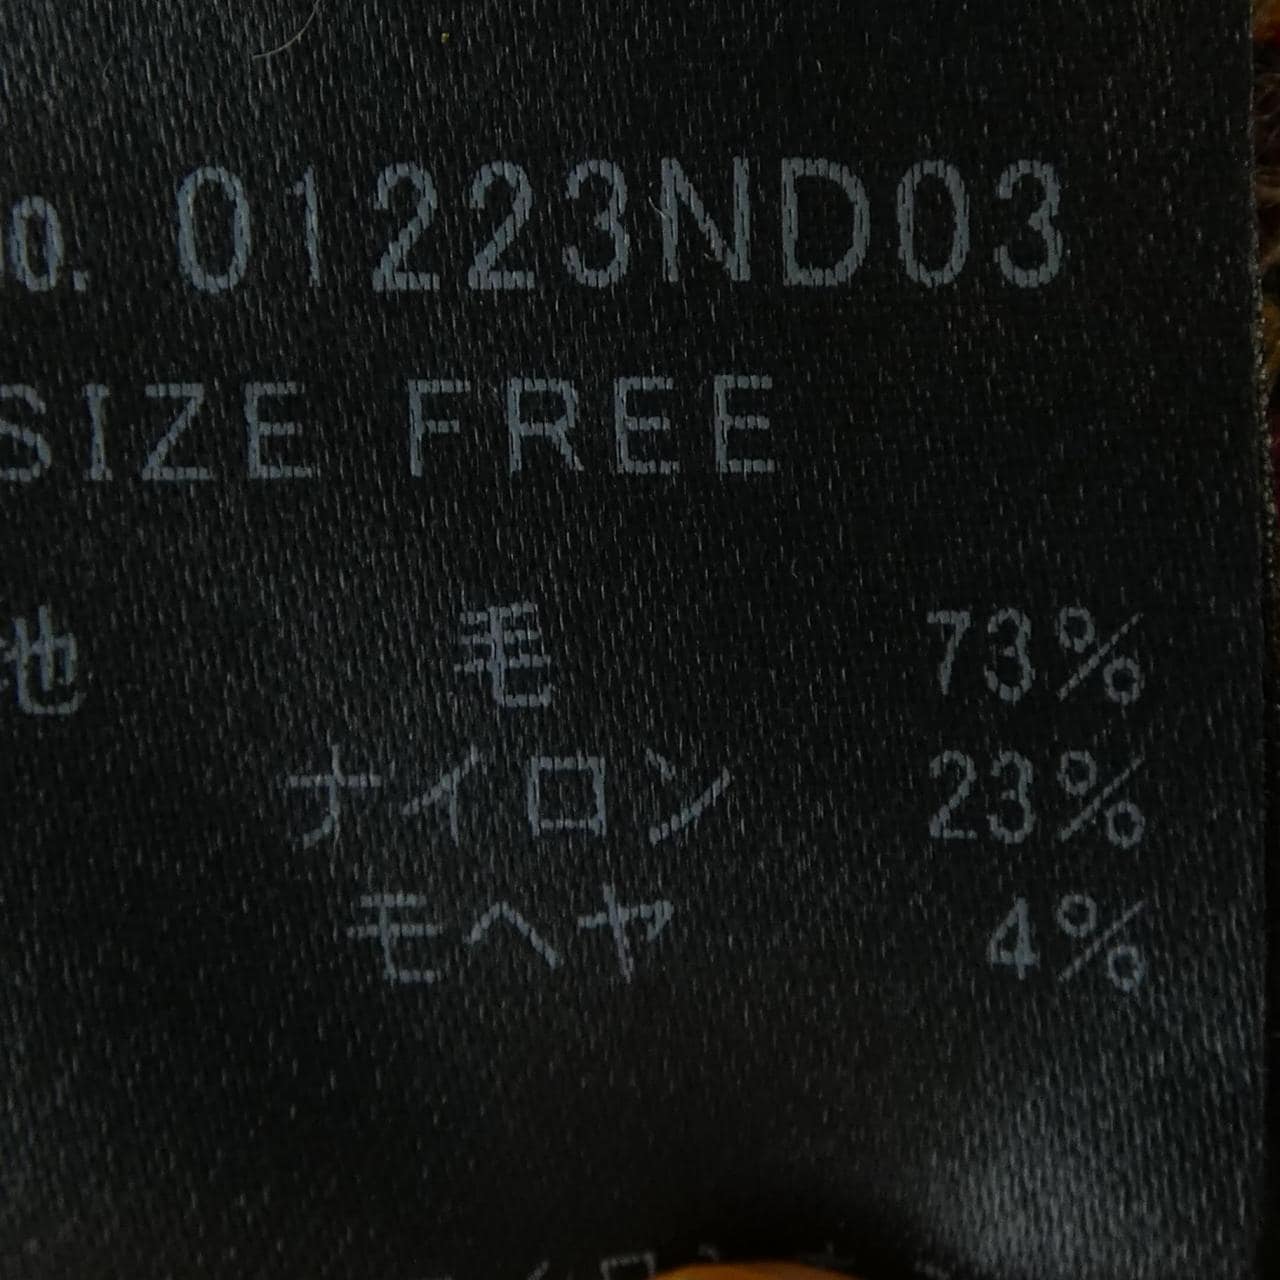 o. 01223ND03
SIZE FREE
地 毛 73%
ナイロン 23%
モヘヤ 4%